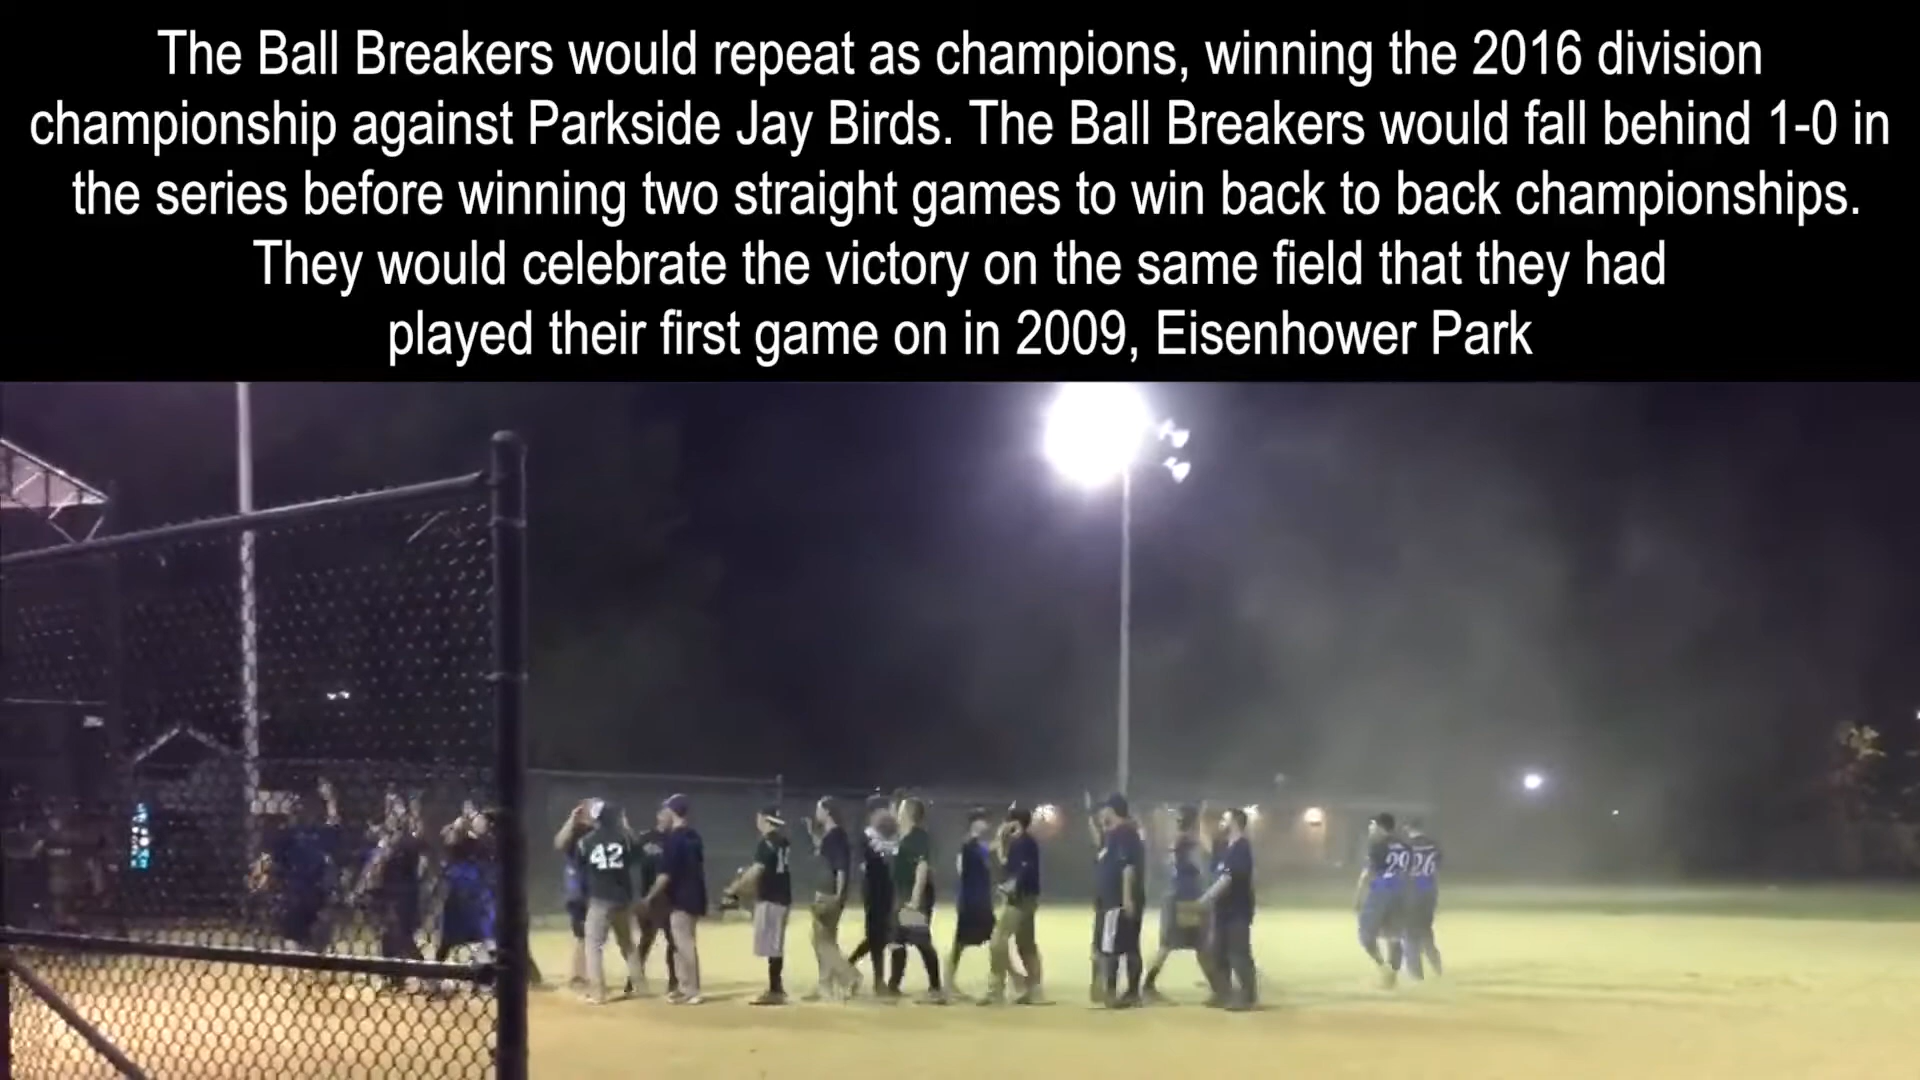 The Ball Breakers would repeat as champions, winning the 2016 division
championship against Parkside Jay Birds. The Ball Breakers would fall behind 1-0 in
the series before winning two straight games to win back to back championships.
They would celebrate the victory on the same field that they had
played their first game on in 2009, Eisenhower Park
42
29
26